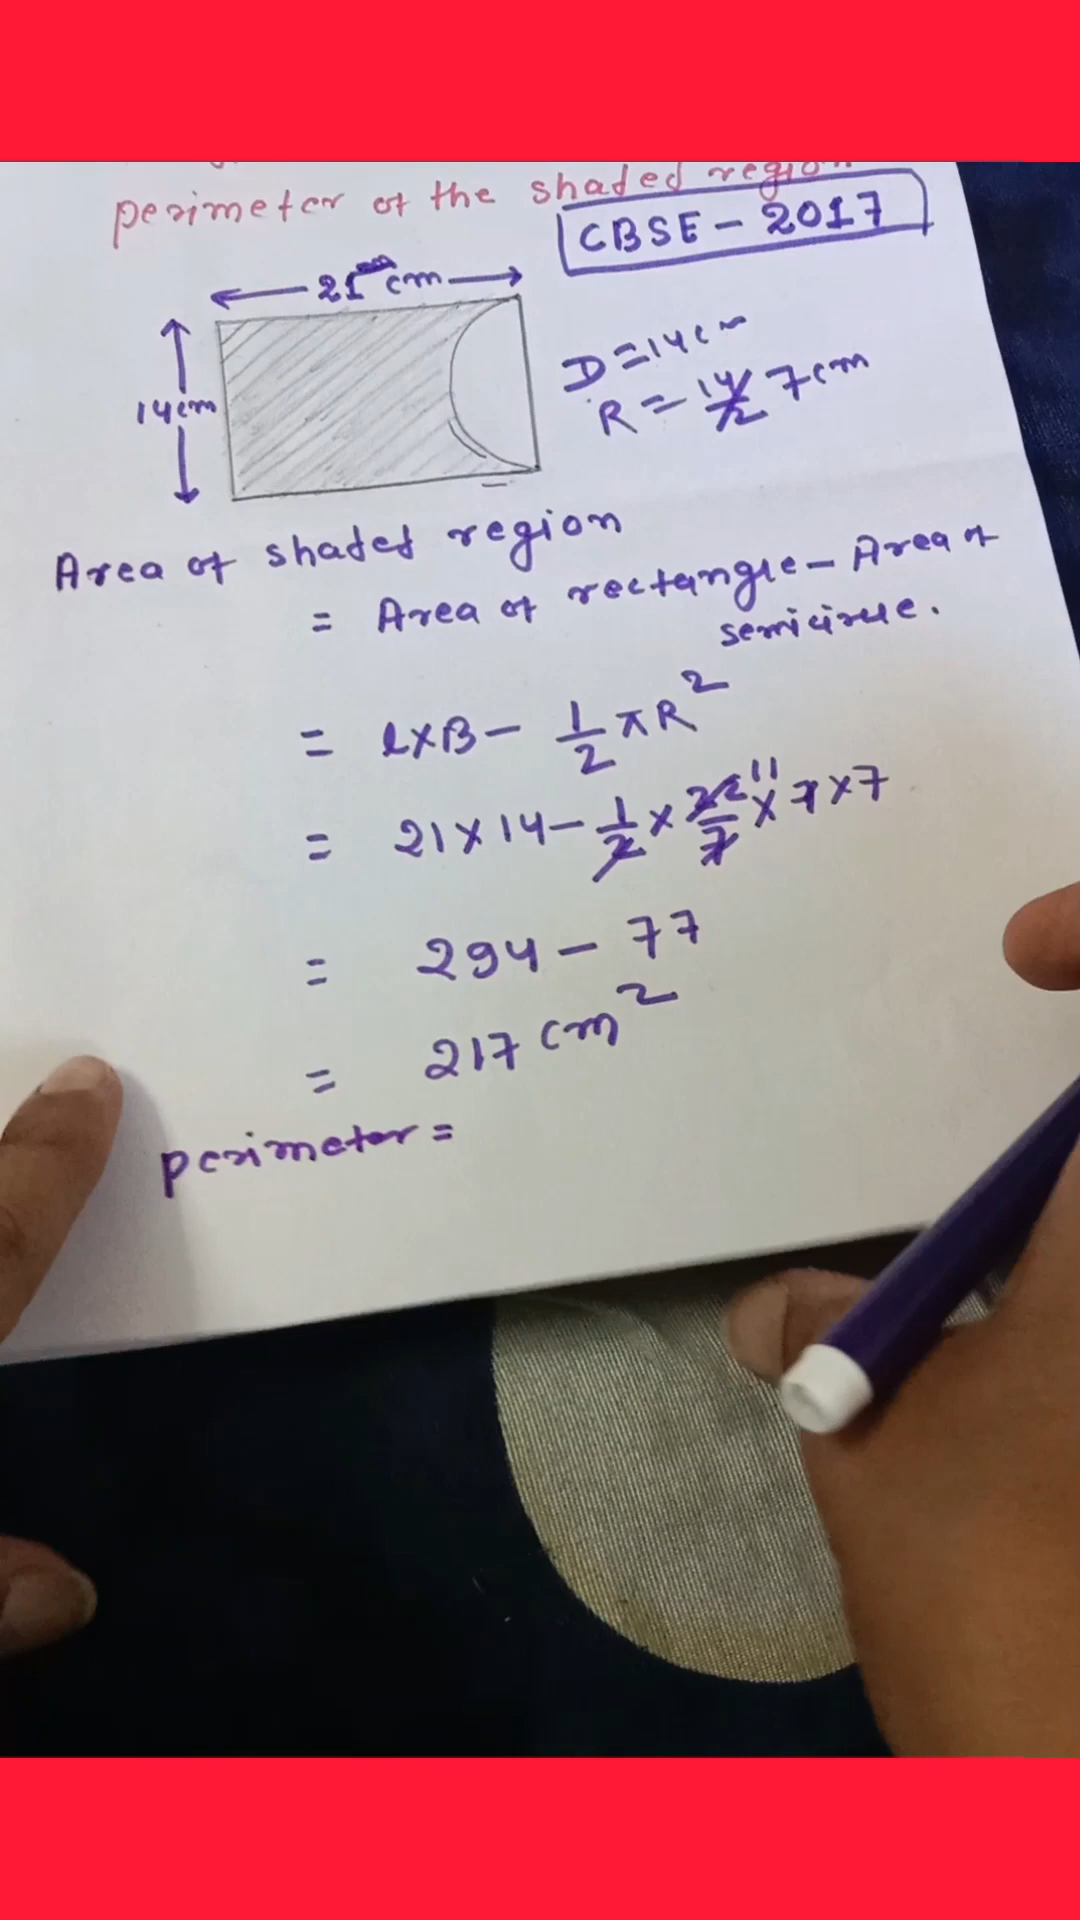 perimeter of the shaded region.
CBSE - 2017
21 cm
D = 14cm
14cm
R = 14/2 7cm
Area of shaded region
= Area of rectangle - Area of
semicircle.
= l×B - 1/2 πR²
= 21×14 - 1/2 × 22/7 11 × 7×7
= 294 - 77
= 217 cm²
perimeter =